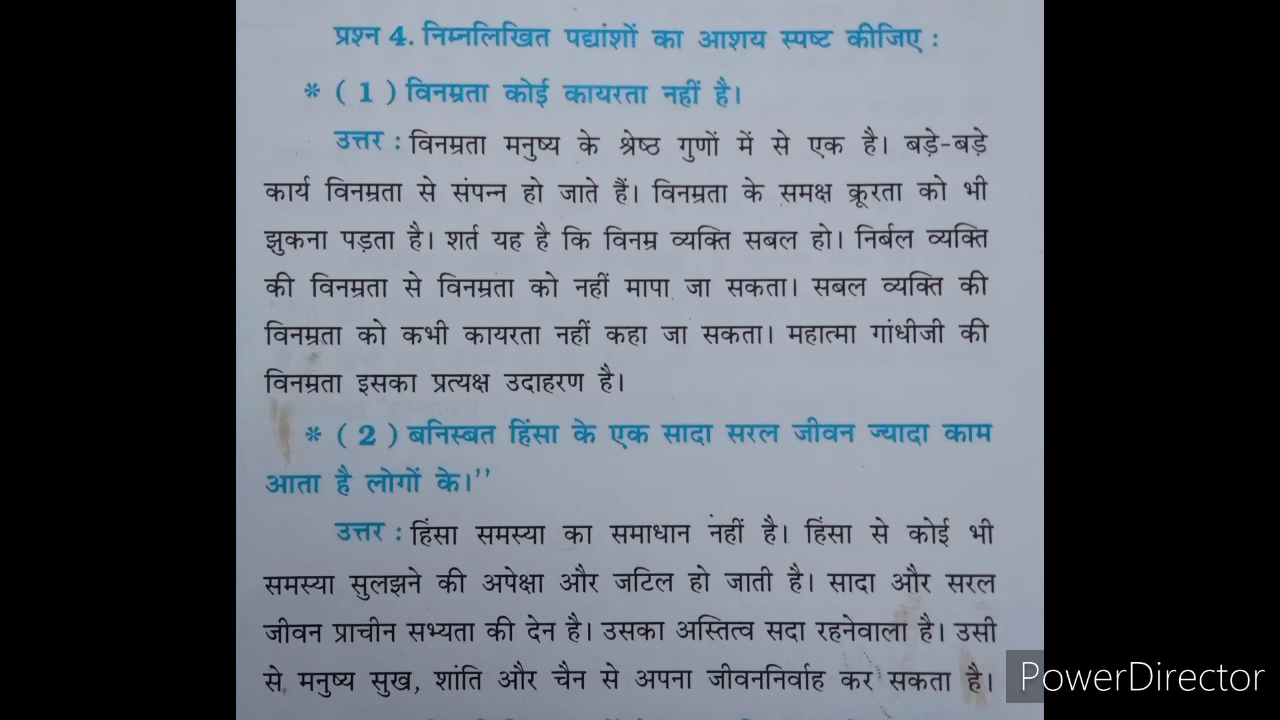 प्रश्न 4. निम्नलिखित पद्यांशों का आशय स्पष्ट कीजिए :
* ( 1 ) विनम्रता कोई कायरता नहीं है।
उत्तर : विनम्रता मनुष्य के श्रेष्ठ गुणों में से एक है। बड़े-बड़े
कार्य विनम्रता से संपन्न हो जाते हैं। विनम्रता के समक्ष क्रूरता को भी
झुकना पड़ता है। शर्त यह है कि विनम्र व्यक्ति सबल हो। निर्बल व्यक्ति
की विनम्रता से विनम्रता को नहीं मापा जा सकता। सबल व्यक्ति की
विनम्रता को कभी कायरता नहीं कहा जा सकता। महात्मा गांधीजी की
विनम्रता इसका प्रत्यक्ष उदाहरण है।
* ( 2 ) बनिस्बत हिंसा के एक सादा सरल जीवन ज्यादा काम
आता है लोगों के।’’
उत्तर : हिंसा समस्या का समाधान नहीं है। हिंसा से कोई भी
समस्या सुलझने की अपेक्षा और जटिल हो जाती है। सादा और सरल
जीवन प्राचीन सभ्यता की देन है। उसका अस्तित्व सदा रहनेवाला है। उसी
से मनुष्य सुख, शांति और चैन से अपना जीवननिर्वाह कर सकता है।
PowerDirector